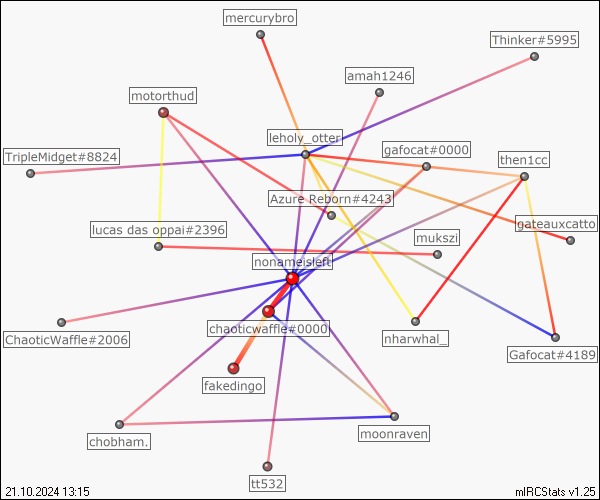 mercurybro
Thinker#5995
amah1246
motorthud
leholy_otter
gafocat#0000
then1cc
TripleMidget#8824
Azure Reborn#4243
lucas das oppai#2396
gateauxcatto
mukszi
nonameisleft
chaoticwaffle#0000
ChaoticWaffle#2006
nharwhal_
Gafocat#4189
fakedingo
chobham.
moonraven
tt532
21.10.2024 13:15
mIRCStats v1.25